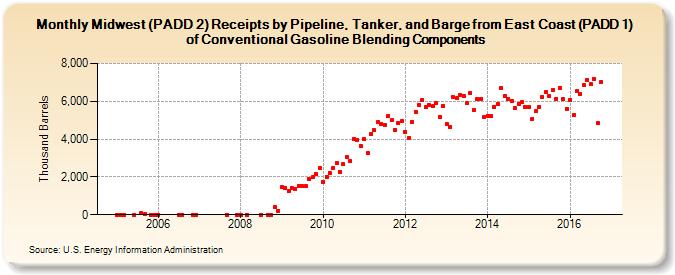 Monthly Midwest (PADD 2) Receipts by Pipeline, Tanker, and Barge from East Coast (PADD 1)
of Conventional Gasoline Blending Components
Thousand Barrels
8,000
6,000
4,000
2,000
0
2006
2008
2010
2012
2014
2016
Source: U.S. Energy Information Administration